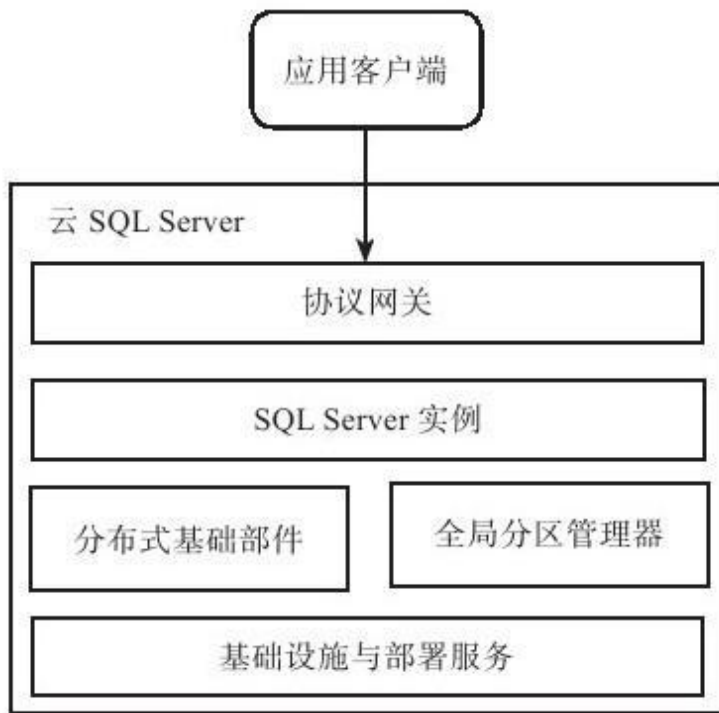 应用客户端
云 SQL Server
协议网关
SQL Server 实例
分布式基础部件
全局分区管理器
基础设施与部署服务